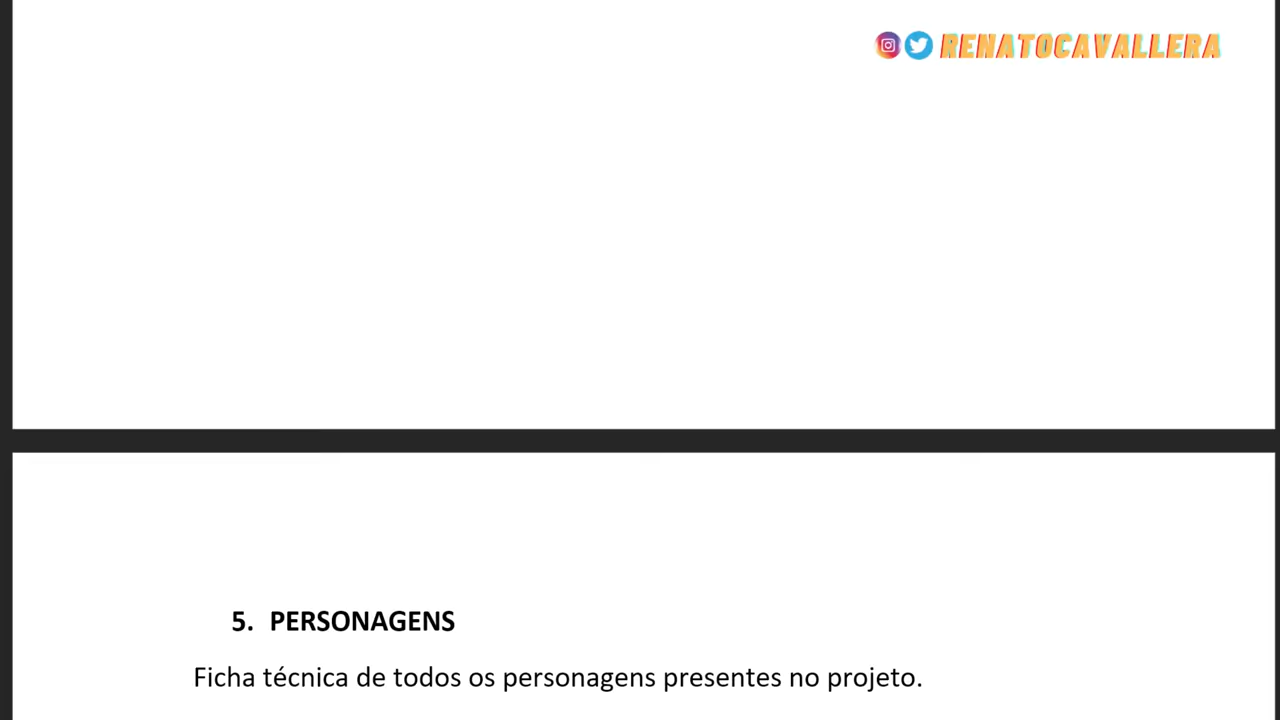 RENATOCAVALLERA
5. PERSONAGENS
Ficha técnica de todos os personagens presentes no projeto.